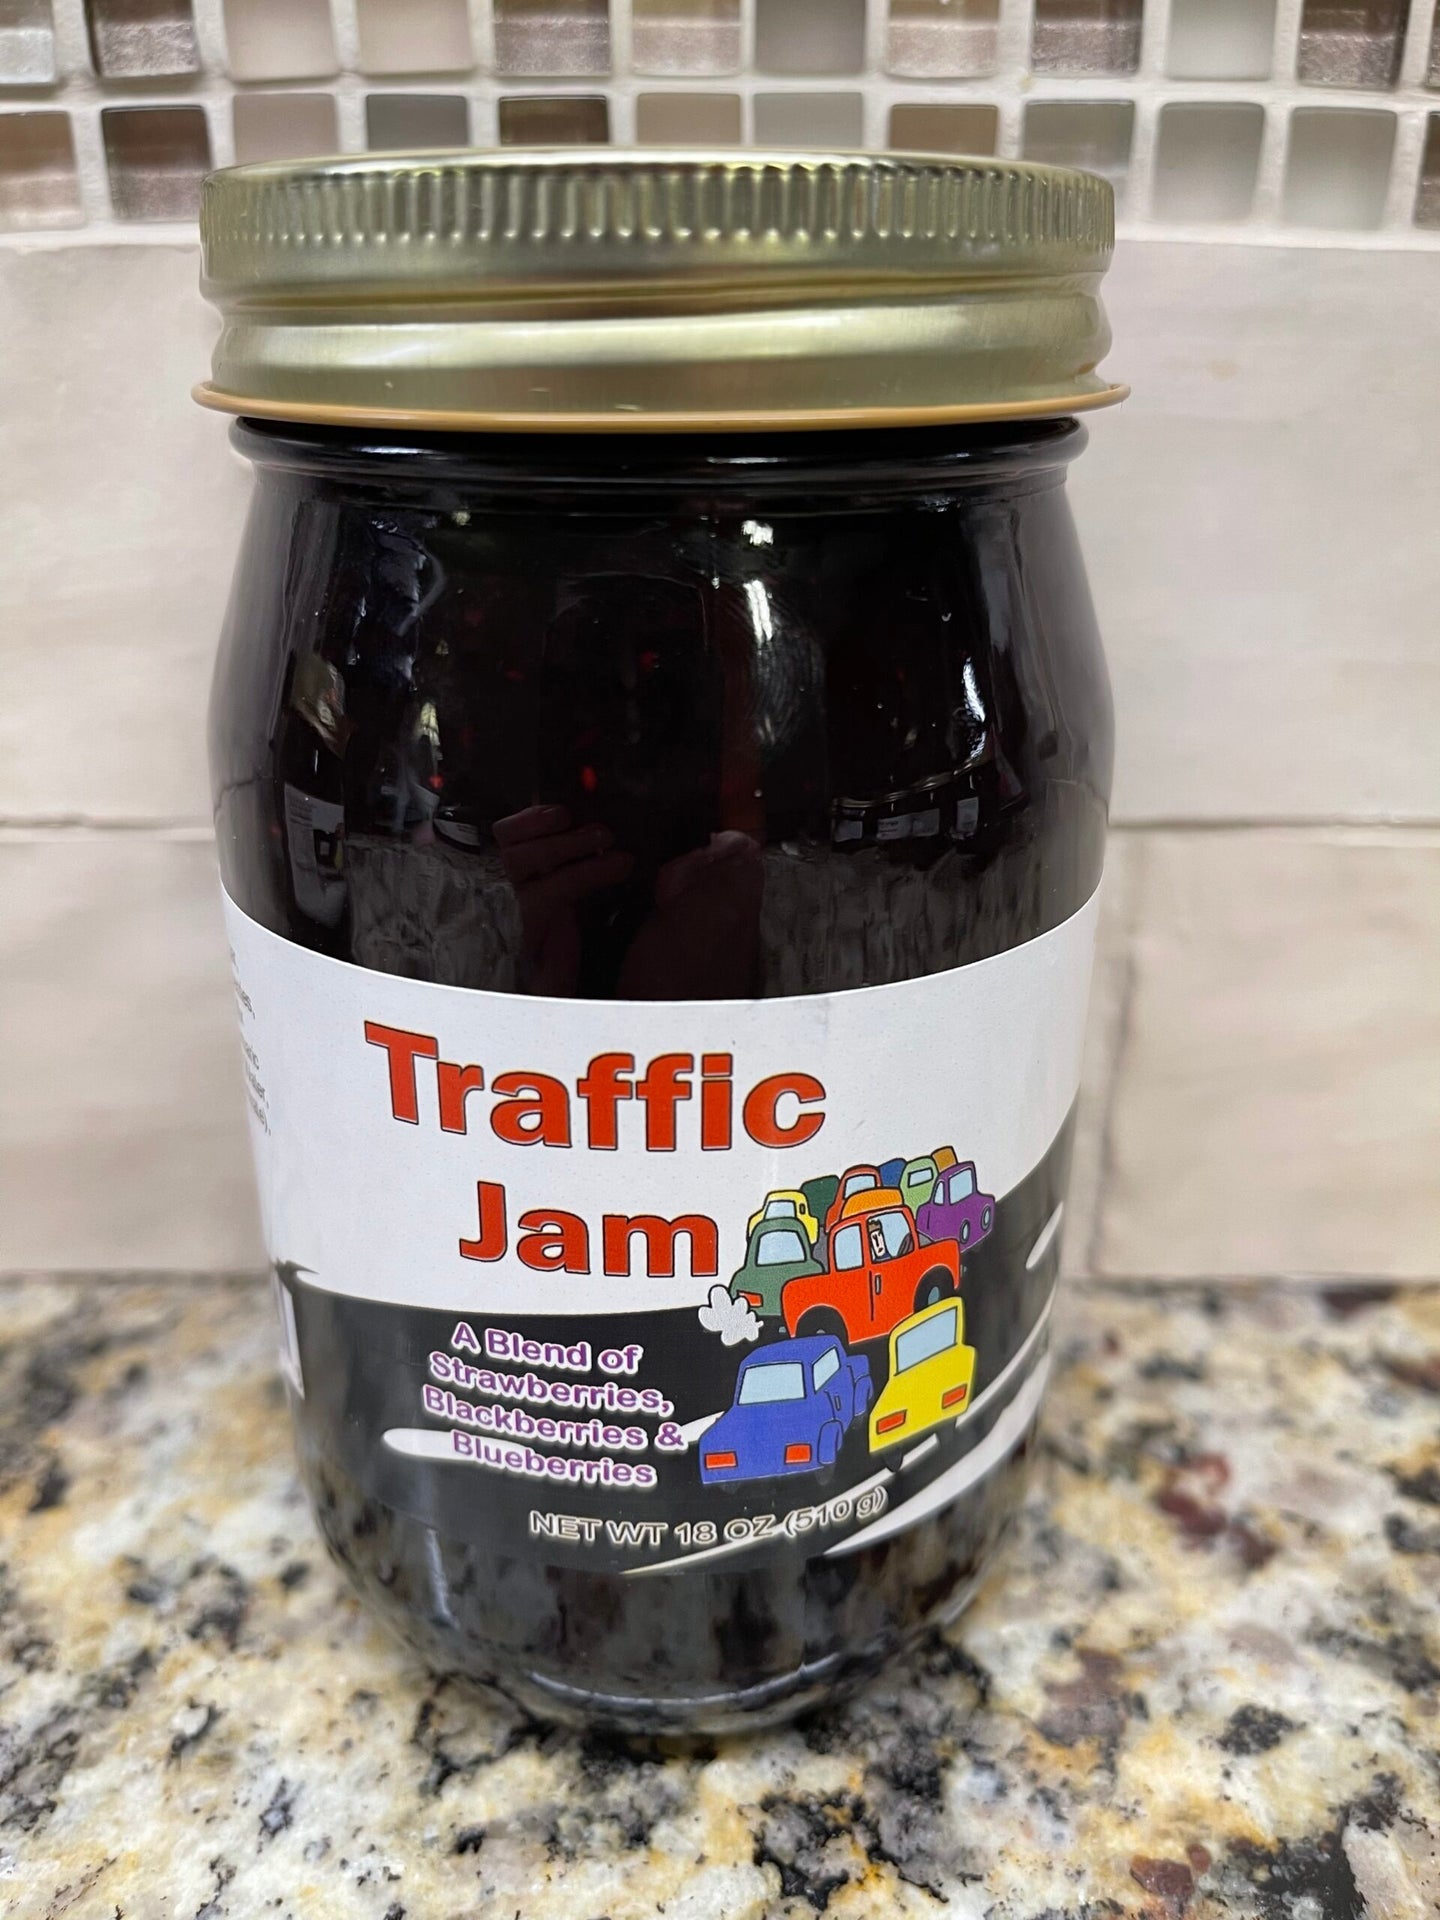 Traffic
Jam
A Blend of
Strawberries,
Blackberries &
Blueberries
NET WT 18 OZ (510 g)